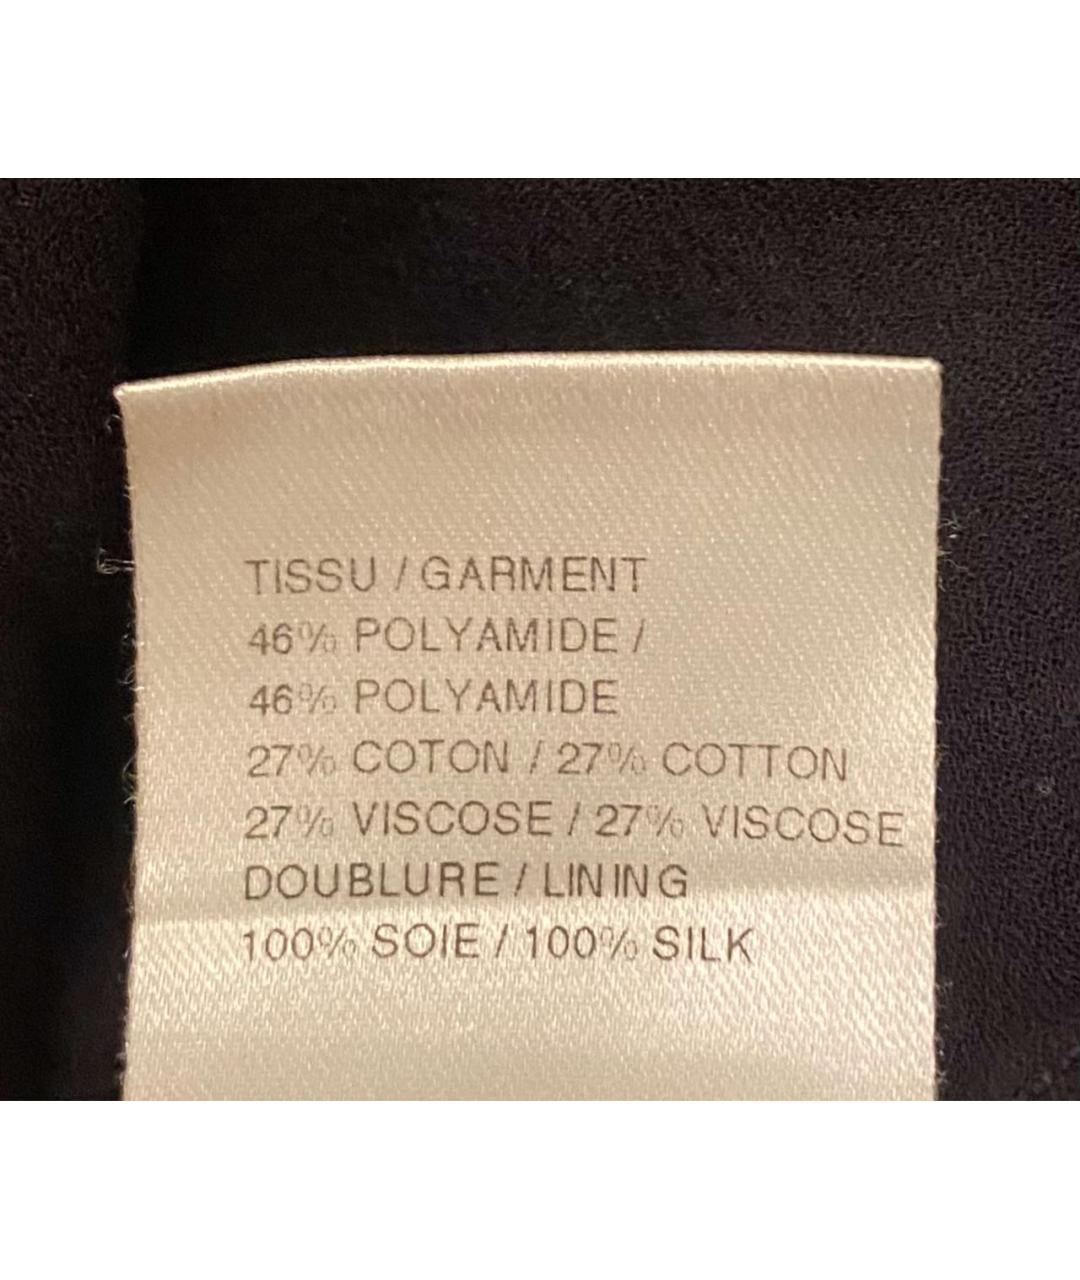 TISSU / GARMENT
46% POLYAMIDE /
46% POLYAMIDE
27% COTON / 27% COTTON
27% VISCOSE / 27% VISCOSE
DOUBLURE / LINING
100% SOIE / 100% SILK